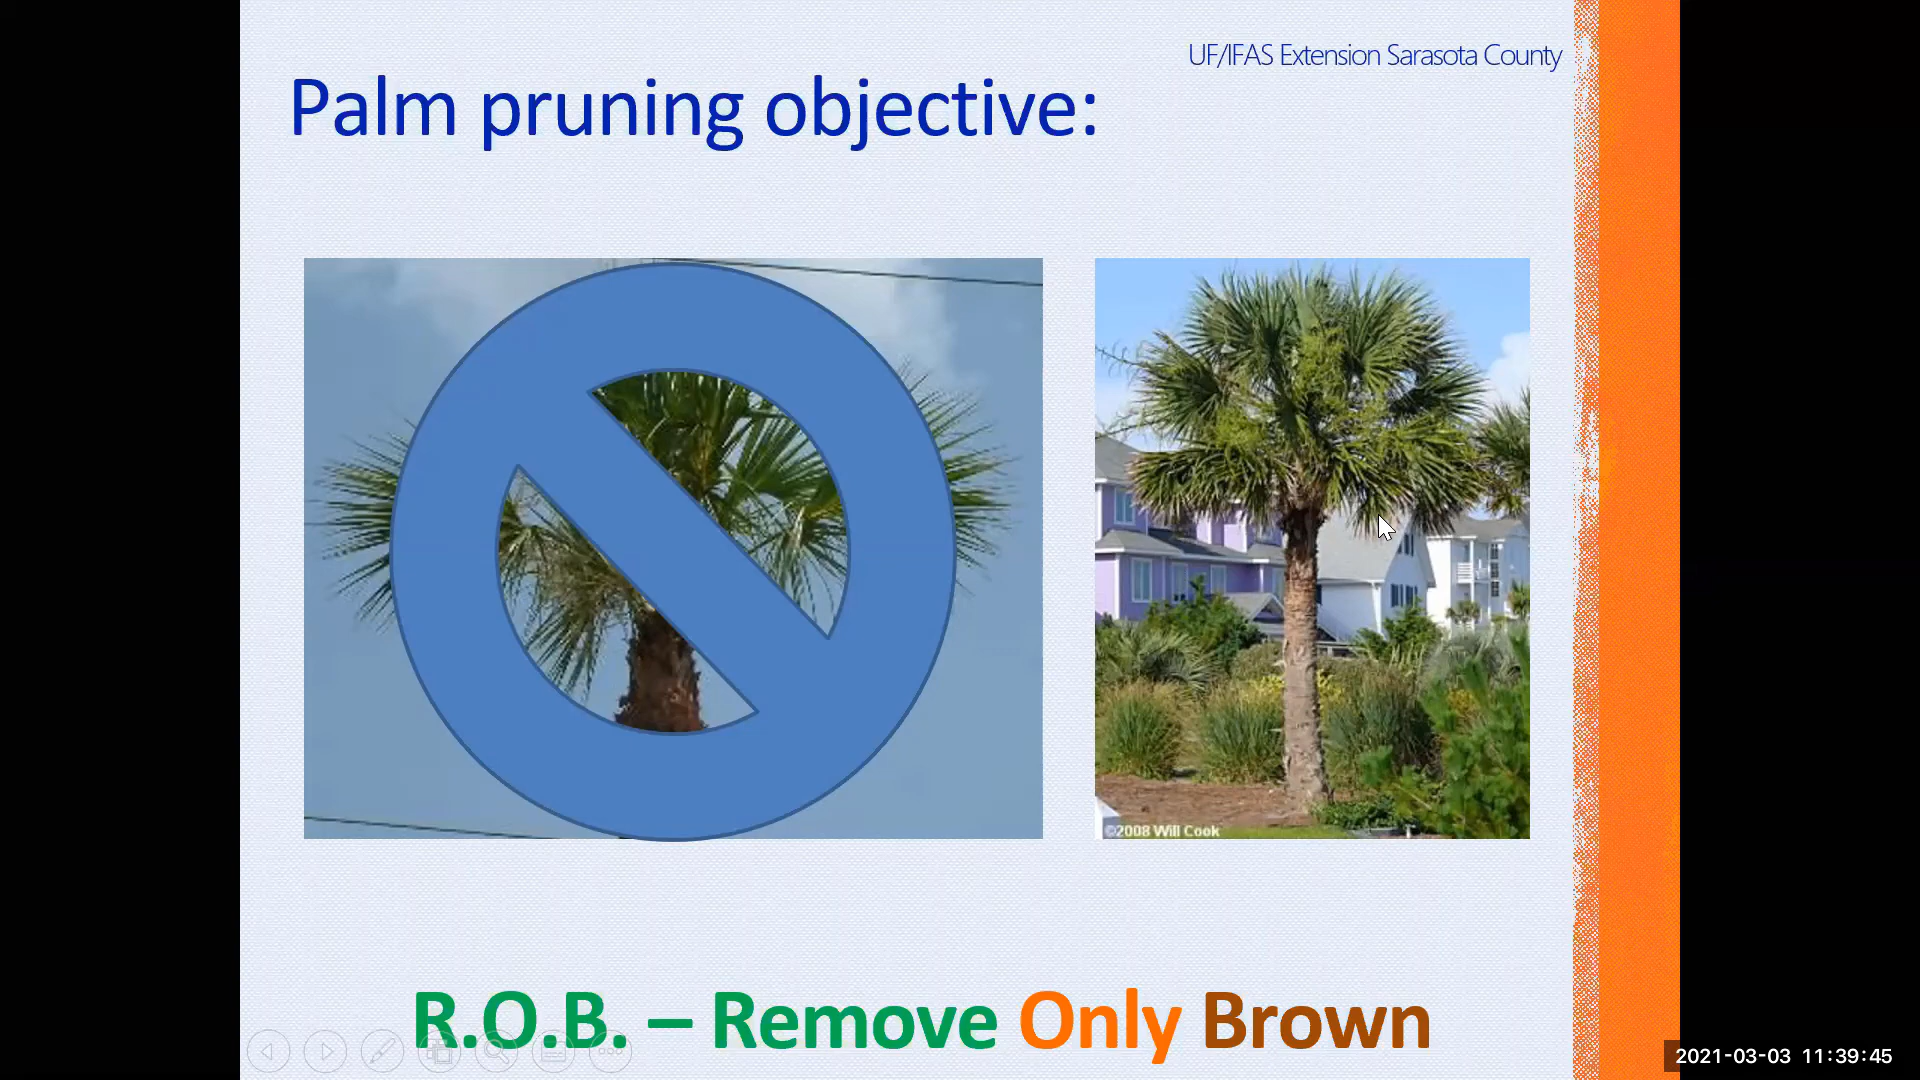 UF/IFAS Extension Sarasota County
Palm pruning objective:
©2008 Will Cook
R.O.B. – Remove Only Brown
2021-03-03 11:39:45